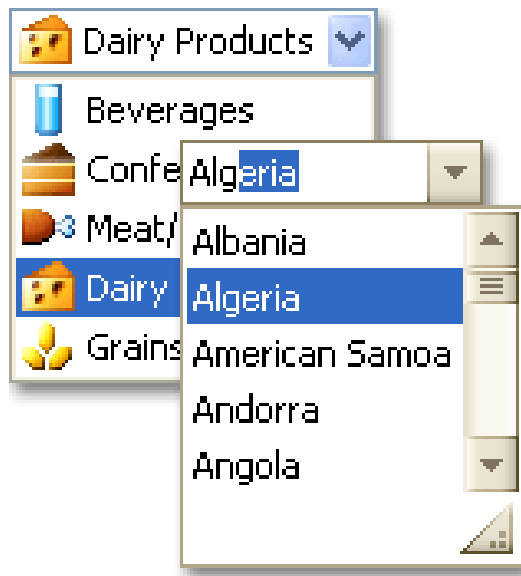 Dairy Products
Beverages
Confe
Algeria
Meat/
Albania
Dairy
Algeria
Grains
American Samoa
Andorra
Angola